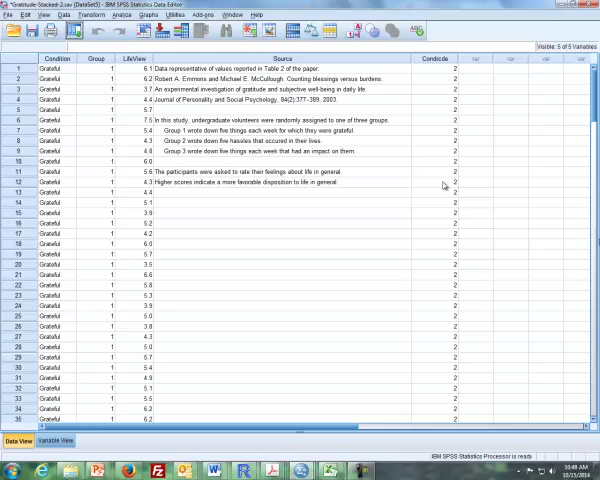 *Gratitude-Stacked-2.sav [DataSet5] - IBM SPSS Statistics Data Editor
File Edit View Data Transform Analyze Graphs Utilities Add-ons Window Help
Visible: 5 of 5 Variables
Condition Group LifeView Source Condicde var var var var
1 Grateful 1 6.1 Data representative of values reported in Table 2 of the paper: 2
2 Grateful 1 6.2 Robert A. Emmons and Michael E. McCullough. Counting blessings versus burdens. 2
3 Grateful 1 3.7 An experimental investigation of gratitude and subjective well-being in daily life. 2
4 Grateful 1 4.4 Journal of Personality and Social Psychology, 84(2):377–389, 2003. 2
5 Grateful 1 5.7 2
6 Grateful 1 7.5 In this study, undergraduate volunteers were randomly assigned to one of three groups. 2
7 Grateful 1 5.4 Group 1 wrote down five things each week for which they were grateful. 2
8 Grateful 1 4.3 Group 2 wrote down five hassles that occured in their lives. 2
9 Grateful 1 4.8 Group 3 wrote down five things each week that had an impact on them. 2
10 Grateful 1 6.0 2
11 Grateful 1 5.6 The participants were asked to rate their feelings about life in general. 2
12 Grateful 1 4.3 Higher scores indicate a more favorable disposition to life in general. 2
13 Grateful 1 4.4 2
14 Grateful 1 5.1 2
15 Grateful 1 3.9 2
16 Grateful 1 5.2 2
17 Grateful 1 4.2 2
18 Grateful 1 6.0 2
19 Grateful 1 5.7 2
20 Grateful 1 3.5 2
21 Grateful 1 6.6 2
22 Grateful 1 5.8 2
23 Grateful 1 5.3 2
24 Grateful 1 3.9 2
25 Grateful 1 5.0 2
26 Grateful 1 3.8 2
27 Grateful 1 4.3 2
28 Grateful 1 5.0 2
29 Grateful 1 5.7 2
30 Grateful 1 5.4 2
31 Grateful 1 4.9 2
32 Grateful 1 5.1 2
33 Grateful 1 5.5 2
34 Grateful 1 6.2 2
35 Grateful 1 6.2 2
Data View Variable View
IBM SPSS Statistics Processor is ready
10:48 AM
10/15/2014